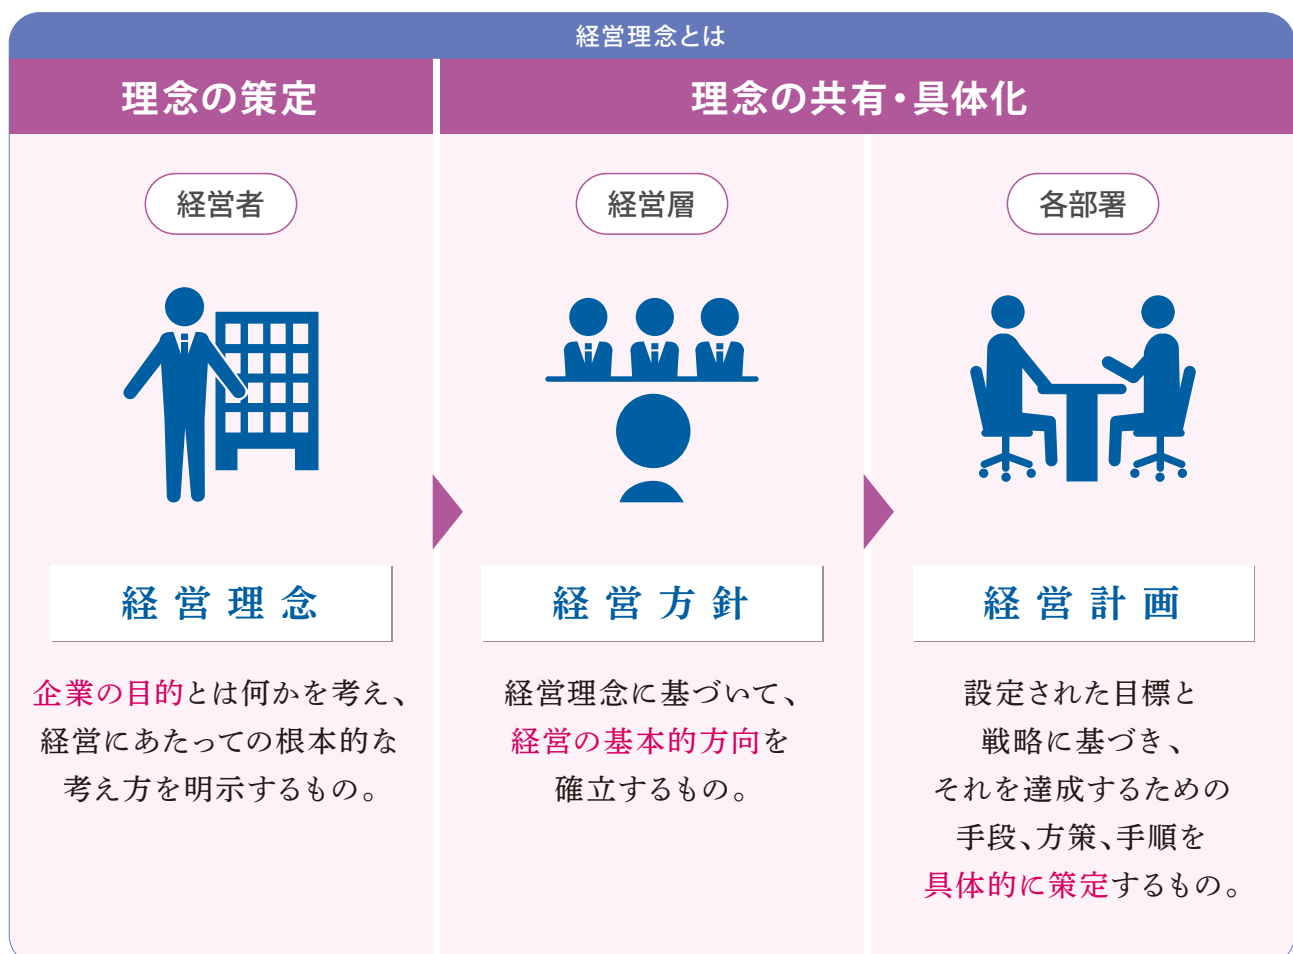 経営理念とは
理念の策定
理念の共有・具体化
経営者
経営層
各部署
経営理念
企業の目的とは何かを考え、
経営にあたっての根本的な
考え方を明示するもの。
経営方針
経営理念に基づいて、
経営の基本的方向を
確立するもの。
経営計画
設定された目標と
戦略に基づき、
それを達成するための
手段、方策、手順を
具体的に策定するもの。